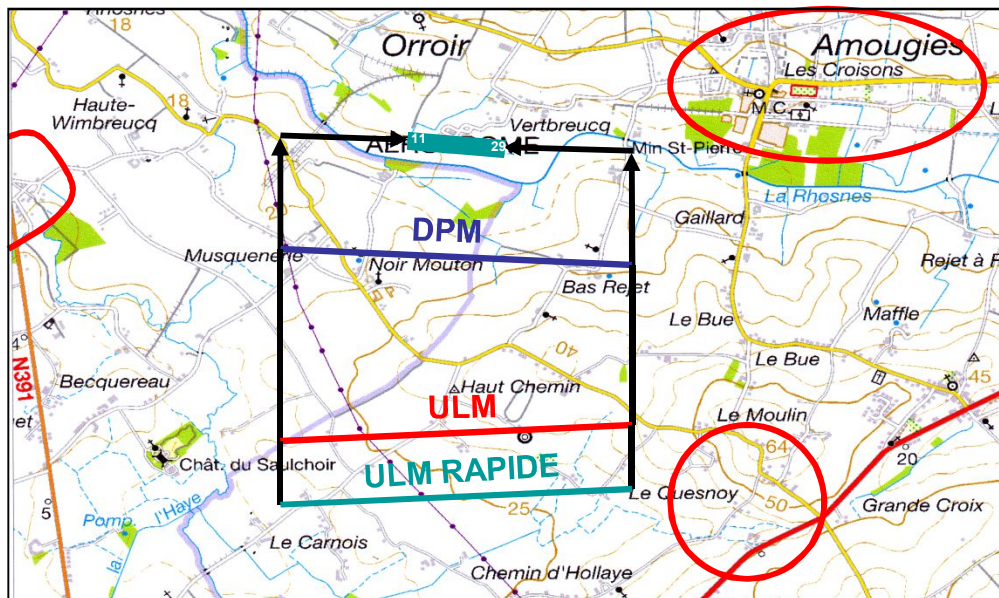 18
Orroir
Amougies
Les Croisons
Haute-
Wimbreucq
18
M.C.
Vertbreucq
11
29
Min St-Pierre
La Rhosnes
20
Gaillard
DPM
Musquenerie
Noir Mouton
Bas Rejet
Rejet à R
Maffle
Le Bue
N391
40
Le Bue
45
Becquereau
Haut Chemin
ULM
Le Moulin
64
20
Chât. du Saulchoir
ULM RAPIDE
Le Quesnoy
50
Grande Croix
5
25
Pomp.
l'Haye
la
Le Carnois
Chemin d'Hollaye